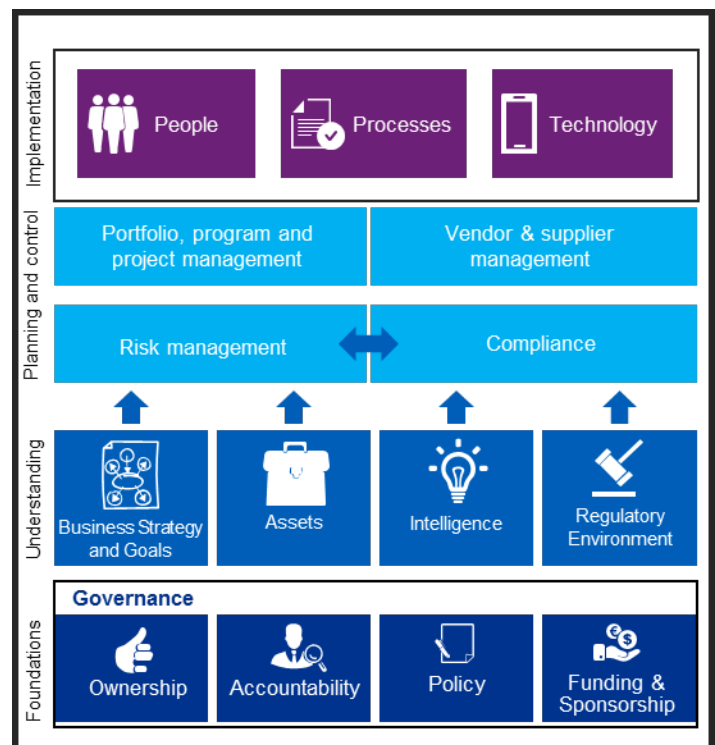 Implementation
People
Processes
Technology
Planning and control
Portfolio, program and
project management
Vendor & supplier
management
Risk management
Compliance
Understanding
Business Strategy
and Goals
Assets
Intelligence
Regulatory
Environment
Foundations
Governance
Ownership
Accountability
Policy
Funding &
Sponsorship